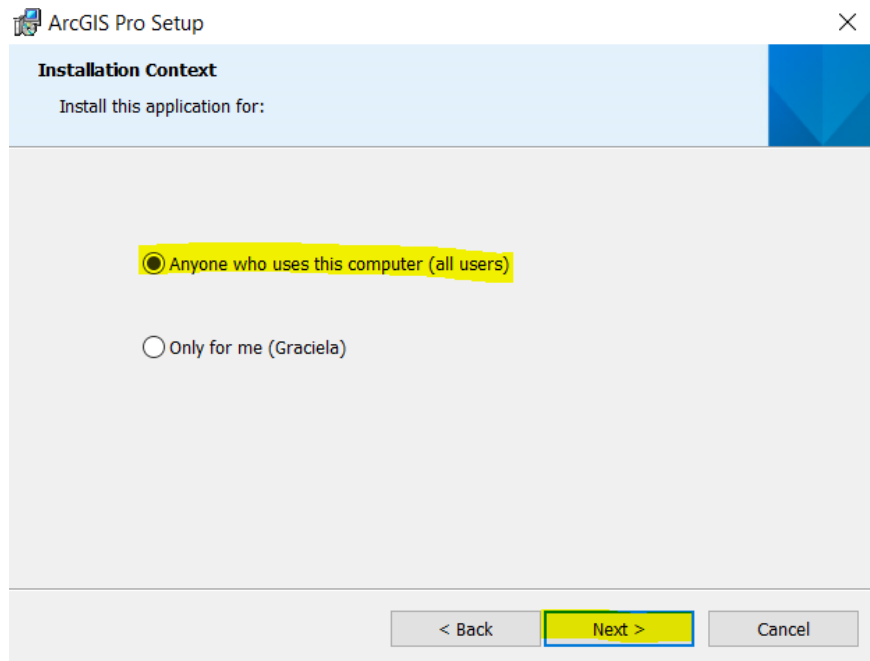 ArcGIS Pro Setup
Installation Context
Install this application for:
Anyone who uses this computer (all users)
Only for me (Graciela)
< Back Next > Cancel